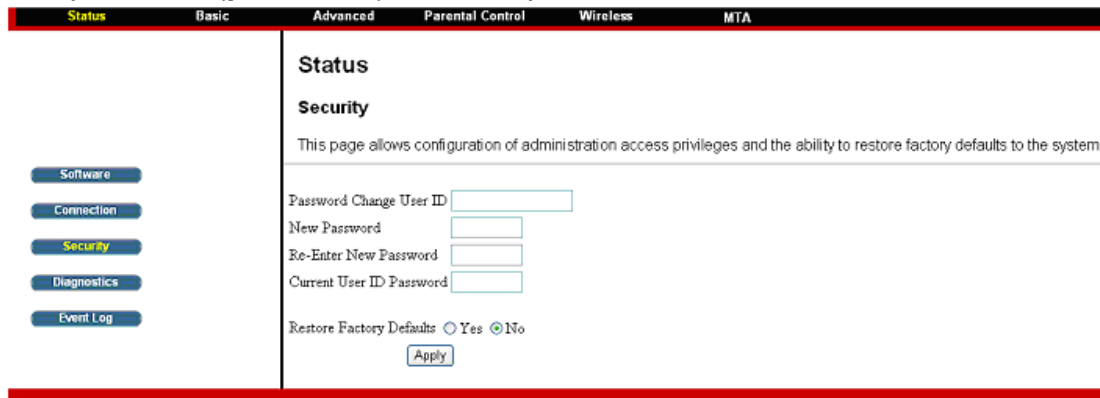 Status Basic Advanced Parental Control Wireless MTA
Status
Security
This page allows configuration of administration access privileges and the ability to restore factory defaults to the system
Software
Connection
Security
Diagnostics
Event Log
Password Change User ID
New Password
Re-Enter New Password
Current User ID Password
Restore Factory Defaults Yes No
Apply